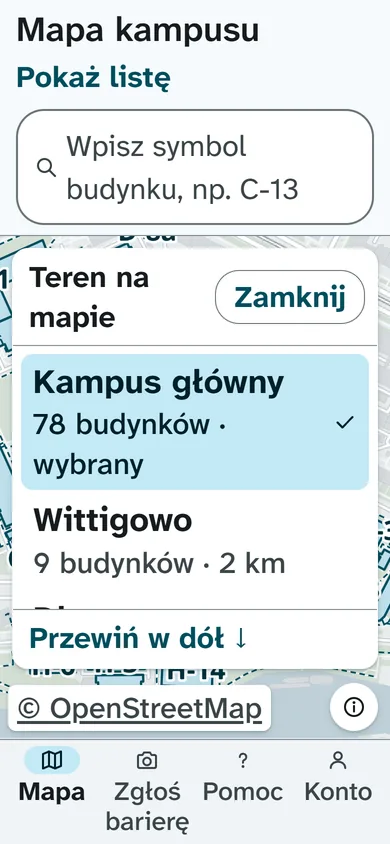 Mapa kampusu
Pokaż listę
Wpisz symbol
budynku, np. C-13
Teren na
mapie
Zamknij
Kampus główny
78 budynków ·
wybrany
Wittigowo
9 budynków · 2 km
Przewiń w dół ↓
H-14
© OpenStreetMap
Mapa
Zgłoś
barierę
Pomoc
Konto